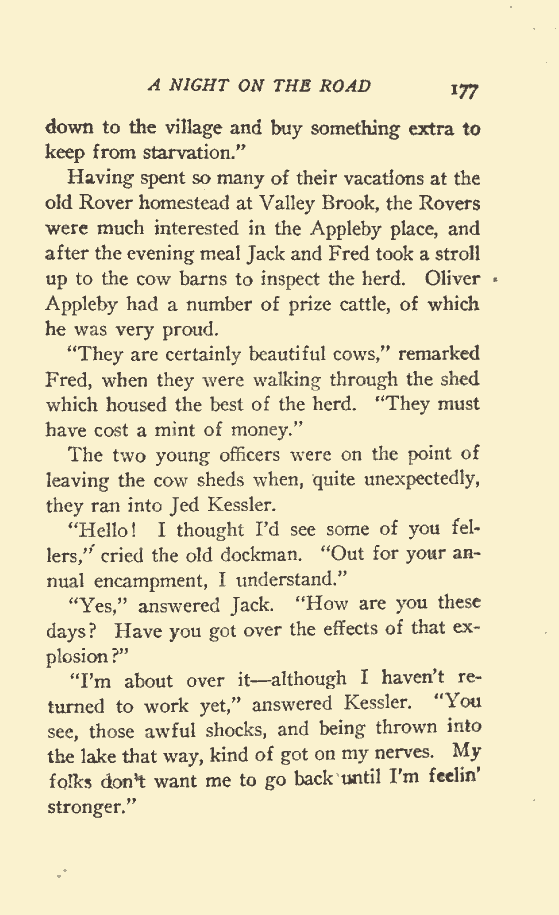 A NIGHT ON THE ROAD 177
down to the village and buy something extra to
keep from starvation."
Having spent so many of their vacations at the
old Rover homestead at Valley Brook, the Rovers
were much interested in the Appleby place, and
after the evening meal Jack and Fred took a stroll
up to the cow barns to inspect the herd. Oliver
Appleby had a number of prize cattle, of which
he was very proud.
"They are certainly beautiful cows," remarked
Fred, when they were walking through the shed
which housed the best of the herd. "They must
have cost a mint of money."
The two young officers were on the point of
leaving the cow sheds when, quite unexpectedly,
they ran into Jed Kessler.
"Hello! I thought I'd see some of you fel-
lers," cried the old dockman. "Out for your an-
nual encampment, I understand."
"Yes," answered Jack. "How are you these
days? Have you got over the effects of that ex-
plosion?"
"I'm about over it—although I haven't re-
turned to work yet," answered Kessler. "You
see, those awful shocks, and being thrown into
the lake that way, kind of got on my nerves. My
folks don't want me to go back until I'm feelin'
stronger."